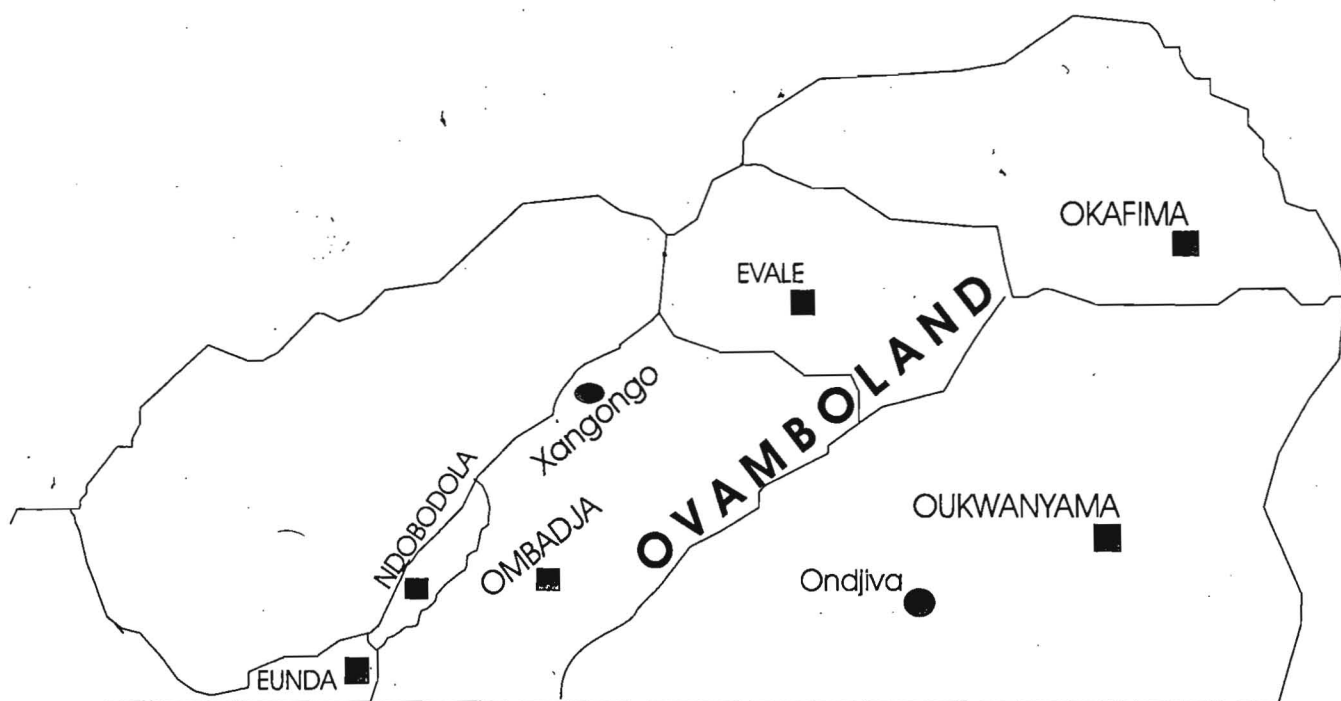 OKAFIMA
EVALE
OVAMBOLAND
Xangongo
NDOBODOLA
OMBADJA
OUKWANYAMA
Ondjiva
EUNDA